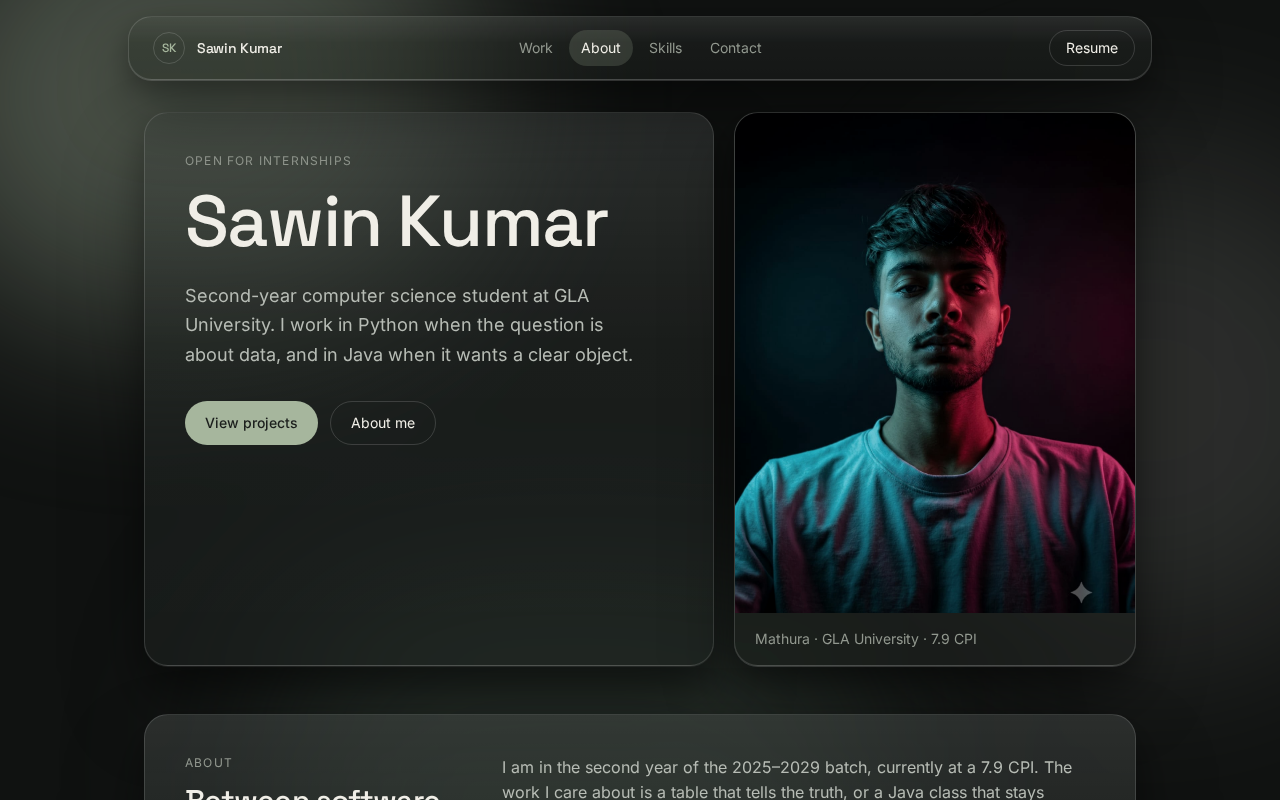 SK
Sawin Kumar
Work
About
Skills
Contact
Resume
OPEN FOR INTERNSHIPS
Sawin Kumar
Second-year computer science student at GLA
University. I work in Python when the question is
about data, and in Java when it wants a clear object.
View projects
About me
Mathura · GLA University · 7.9 CPI
ABOUT
Between software
I am in the second year of the 2025–2029 batch, currently at a 7.9 CPI. The
work I care about is a table that tells the truth, or a Java class that stays